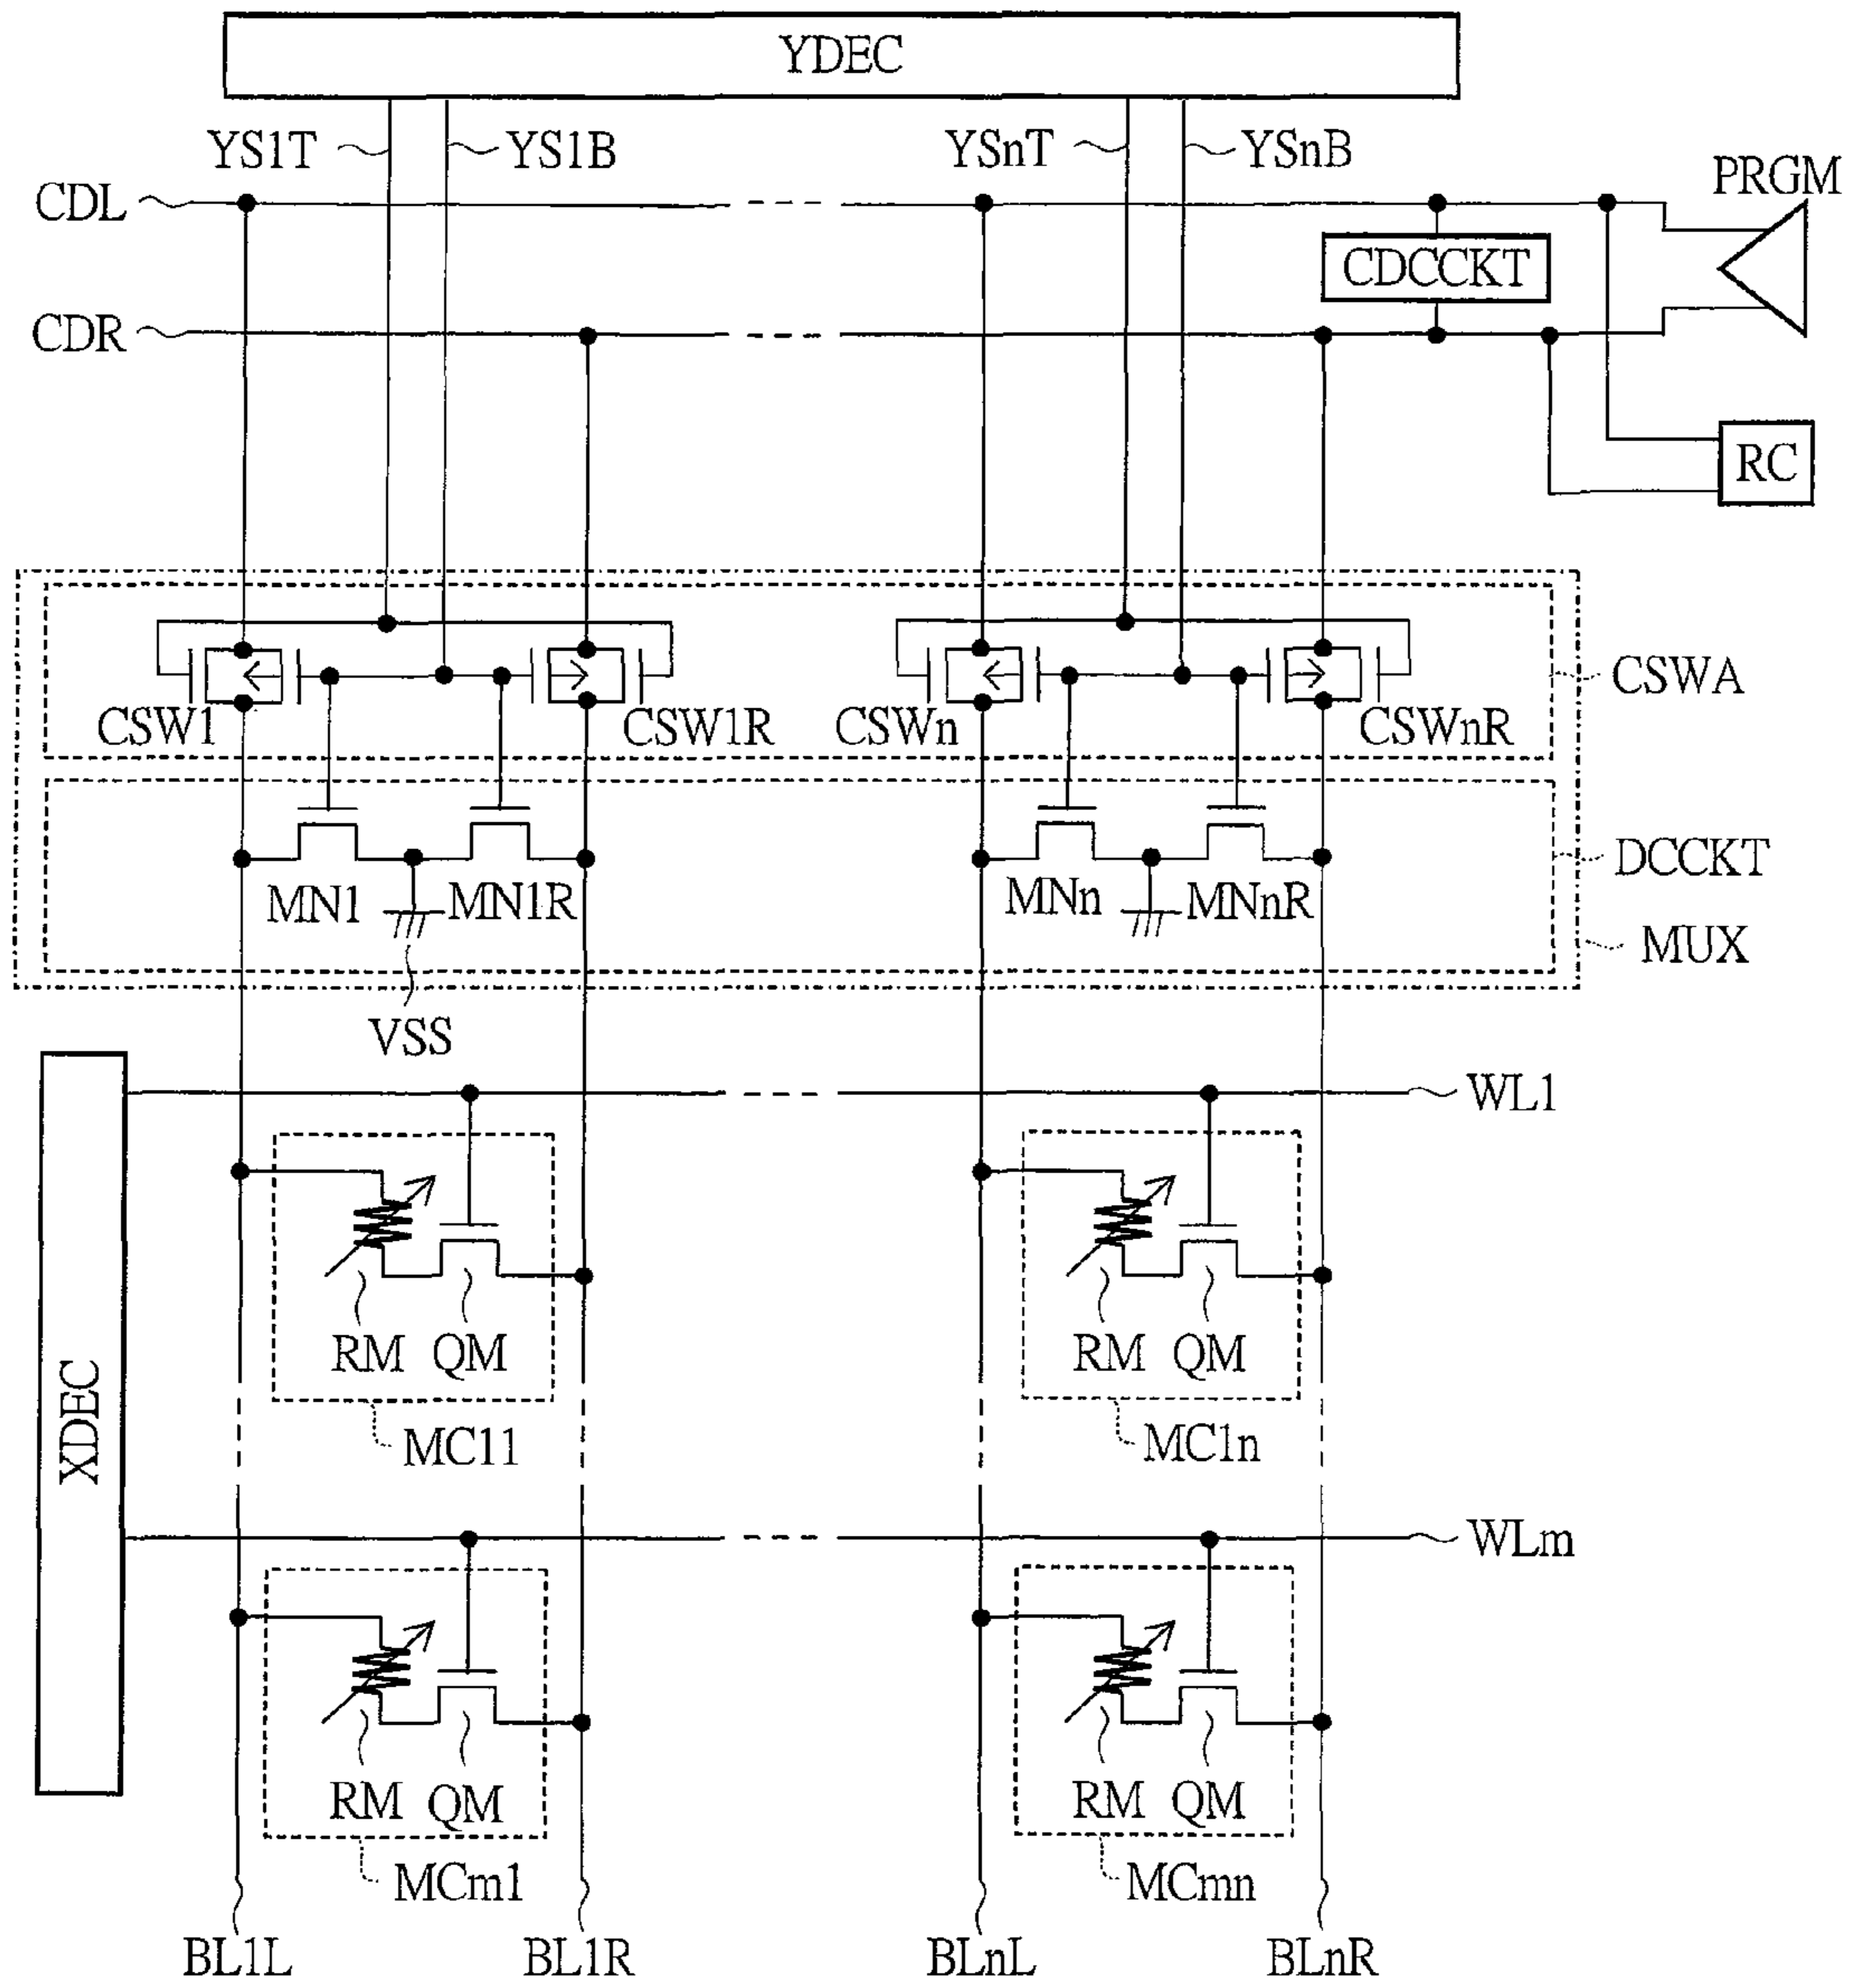 YDEC
YS1T YS1B YSnT YSnB
PRGM
CDL
CDCCKT
CDR
RC
CSWA
CSW1 CSW1R CSWn CSWnR
DCCKT
MN1 MN1R MNn MNnR
MUX
VSS
WL1
RM QM RM QM
MC11 MC1n
XDEC
WLm
RM QM RM QM
MCm1 MCmn
BL1L BL1R BLnL BLnR